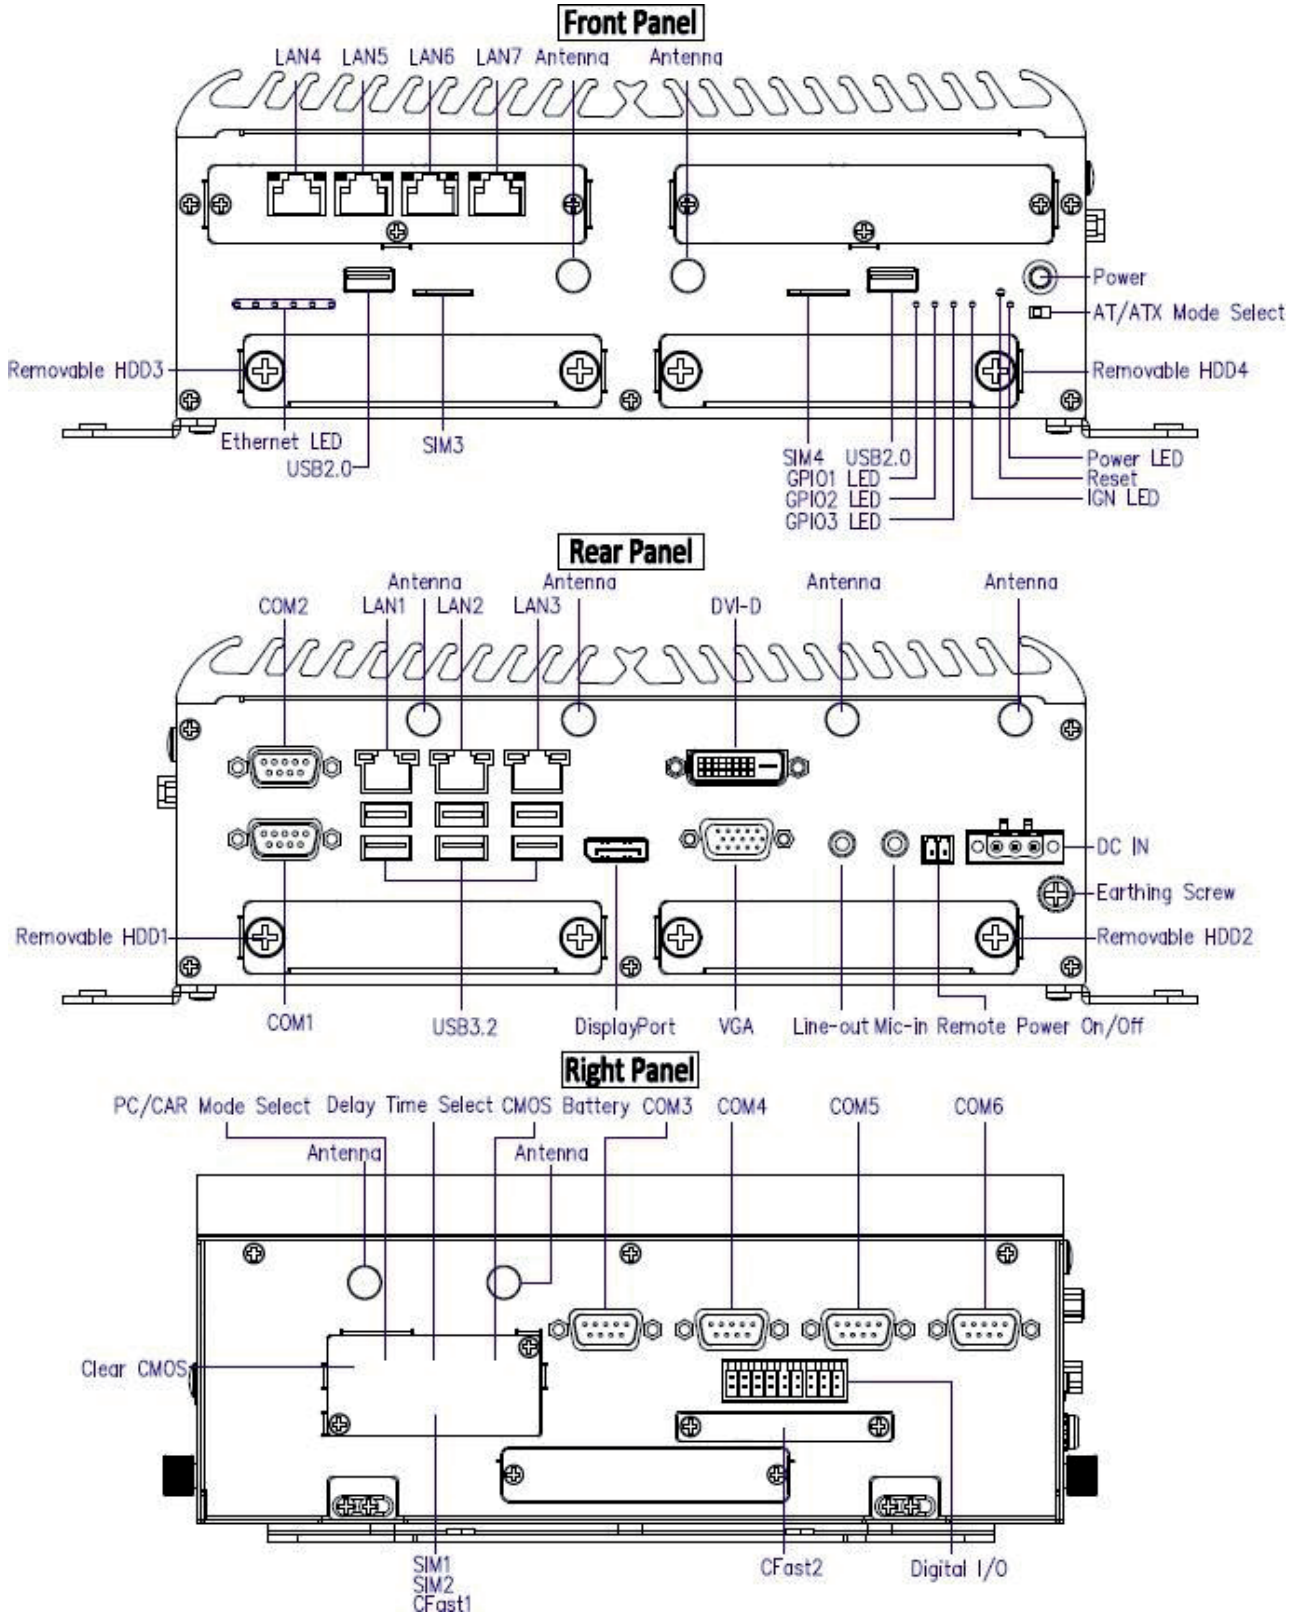 Front Panel
LAN4 LAN5 LAN6 LAN7 Antenna Antenna
Power
AT/ATX Mode Select
Removable HDD3 Removable HDD4
Ethernet LED SIM3
USB2.0
SIM4 USB2.0 Power LED
GPIO1 LED Reset
GPIO2 LED IGN LED
GPIO3 LED
Rear Panel
Antenna Antenna Antenna Antenna
COM2 LAN1 LAN2 LAN3 DVI-D
DC IN
Earthing Screw
Removable HDD1 Removable HDD2
COM1 USB3.2 DisplayPort VGA Line-out Mic-in Remote Power On/Off
Right Panel
PC/CAR Mode Select Delay Time Select CMOS Battery COM3 COM4 COM5 COM6
Antenna Antenna
Clear CMOS
SIM1 CFast2 Digital I/O
SIM2
CFast1